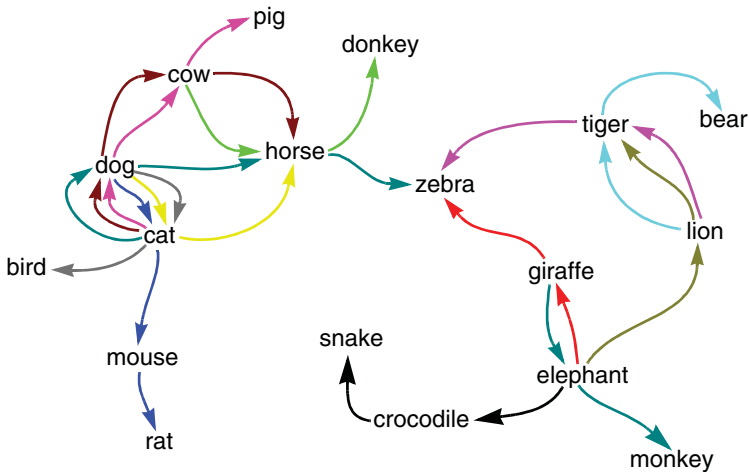 pig
donkey
cow
bear
tiger
horse
dog
zebra
cat
lion
bird
giraffe
snake
mouse
elephant
crocodile
rat
monkey